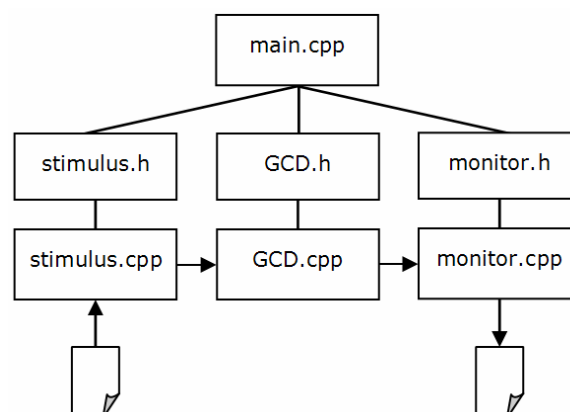 main.cpp
stimulus.h
GCD.h
monitor.h
stimulus.cpp
GCD.cpp
monitor.cpp